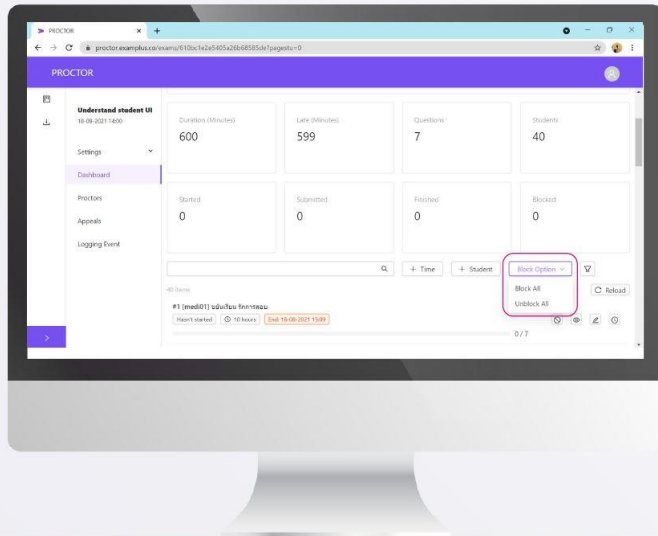 PROCTOR
proctor.examplus.co/exams/610bc1e2e5405a26b68585de?pagestu=0
PROCTOR
Understand student UI
18-08-2021 14:00
Settings
Dashboard
Proctors
Appeals
Logging Event
Duration (Minutes)
600
Late (Minutes)
599
Questions
7
Students
40
Started
0
Submitted
0
Finished
0
Blocked
0
+ Time
+ Student
Block Option
Block All
Unblock All
40 items
Reload
#1 [medi01] ขยันเรียน รักการสอบ
Hasn't started
10 hours
End: 18-08-2021 15:09
0 / 7